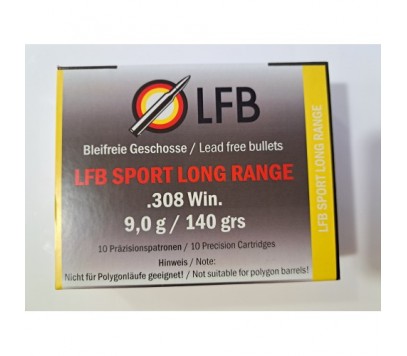 LFB
Bleifreie Geschosse / Lead free bullets
LFB SPORT LONG RANGE
.308 Win.
9,0 g / 140 grs
10 Präzisionspatronen / 10 Precision Cartridges
Hinweis / Note:
Nicht für Polygonläufe geeignet! / Not suitable for polygon barrels!
LFB SPORT LONG RANGE